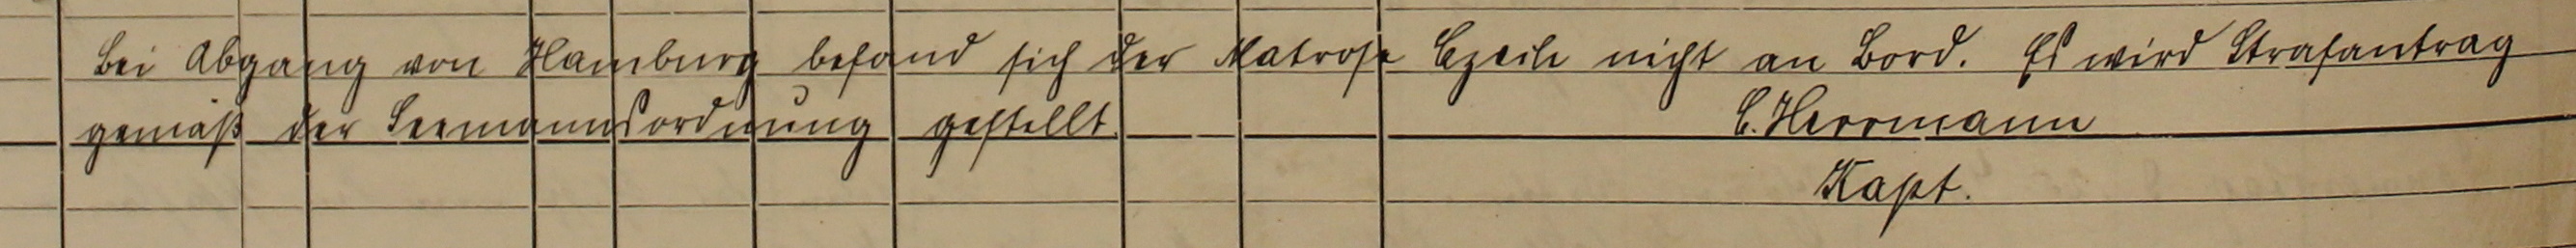 Bei Abgang von Hamburg befand sich der Matrose Czech nicht an Bord. Es wird Strafantrag
gemäß der Seemannsordnung gestellt.
C. Herrmann
Kapt.